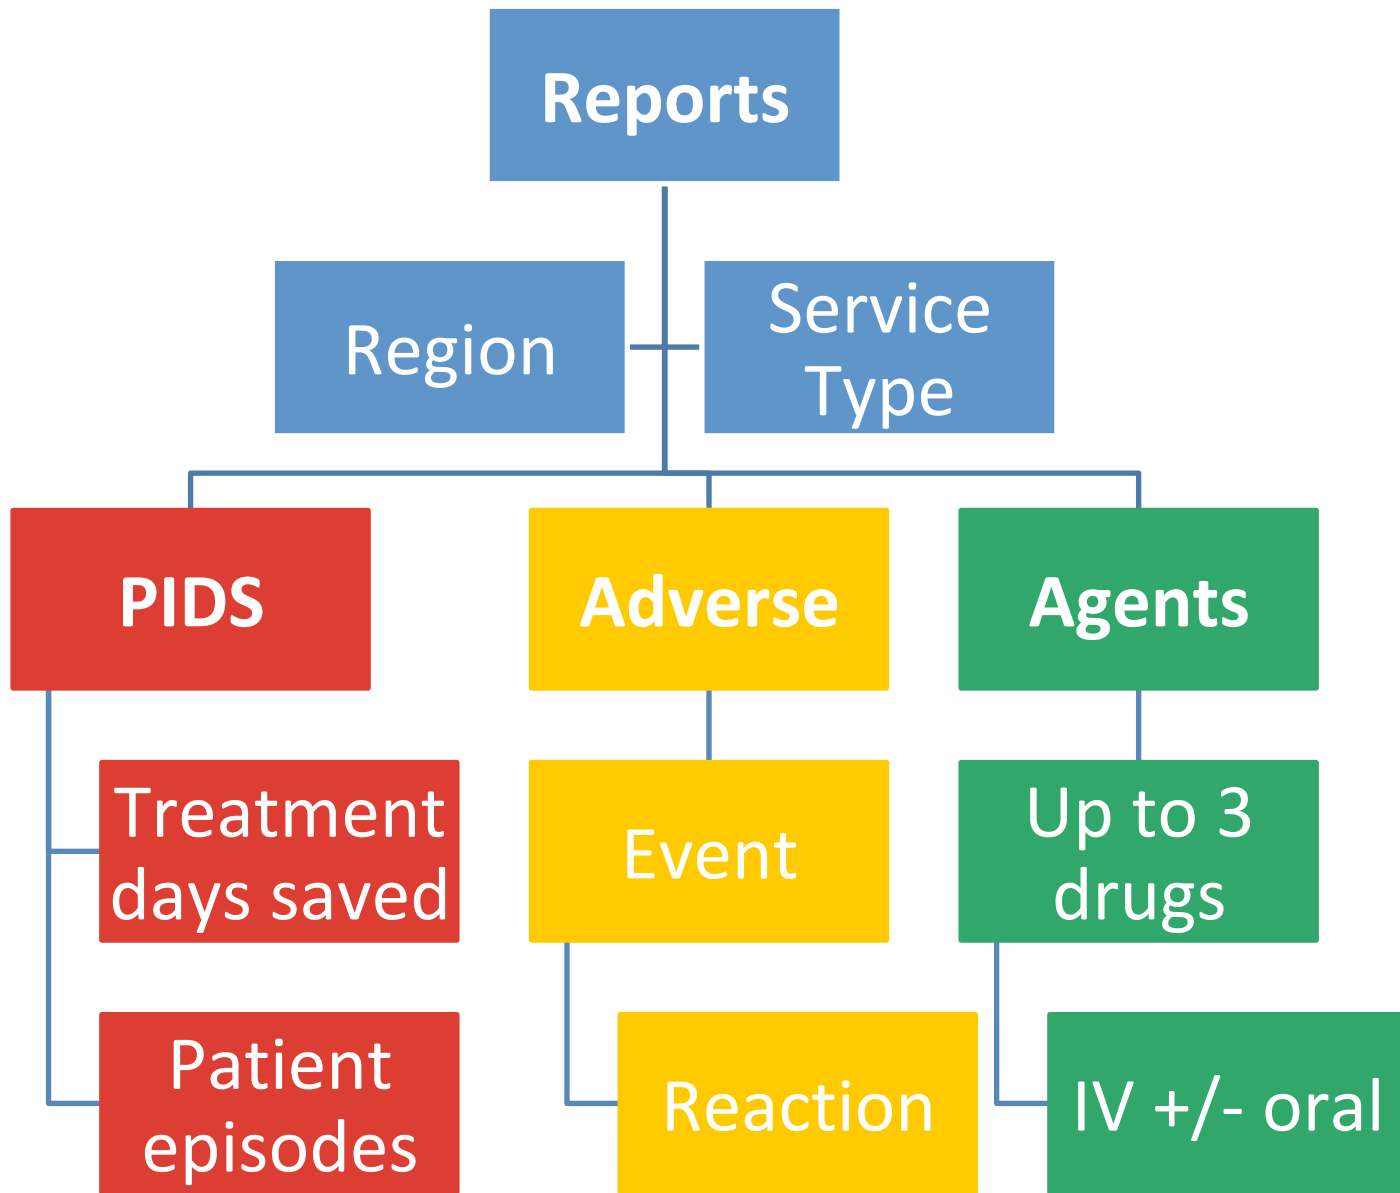 Reports
Region
Service
Type
PIDS
Adverse
Agents
Treatment
days saved
Event
Up to 3
drugs
Patient
episodes
Reaction
IV +/- oral